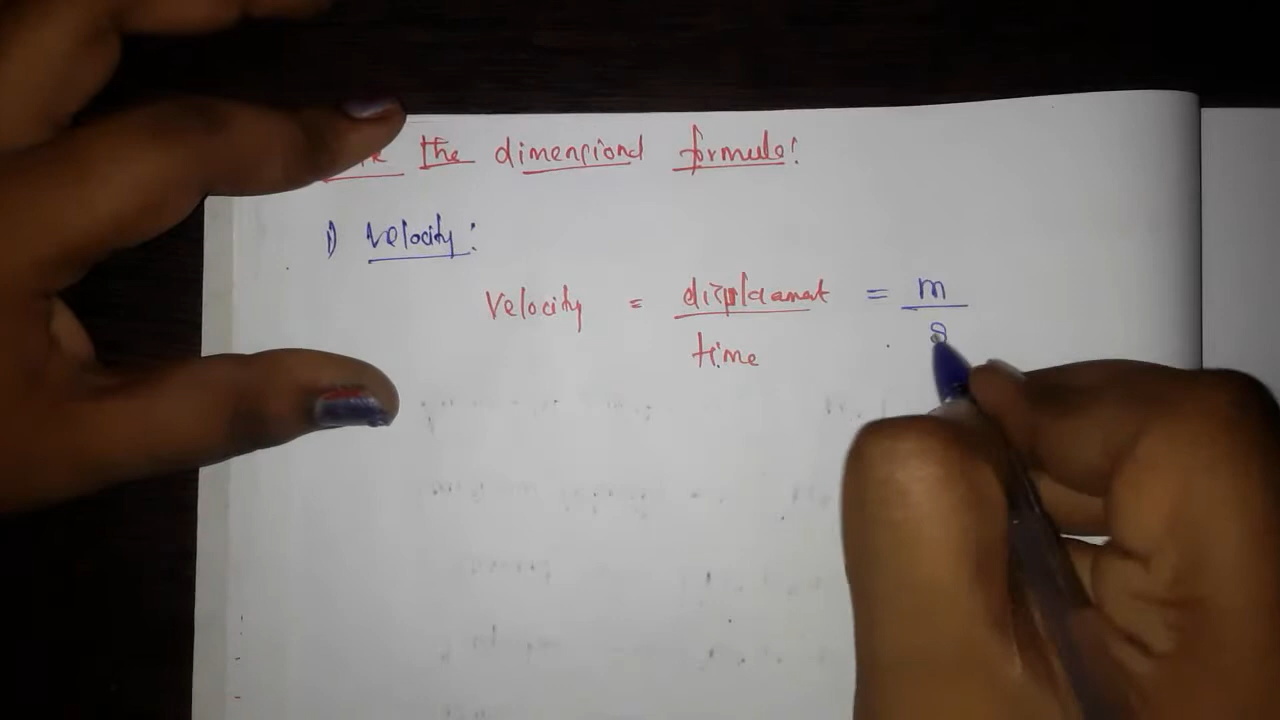 the dimensional formula:
1) Velocity:
Velocity = displacement = m
time s